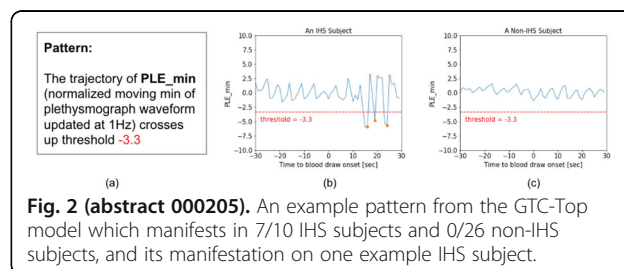 Pattern:
The trajectory of PLE_min
(normalized moving min of
plethysmograph waveform
updated at 1Hz) crosses
up threshold -3.3
(a)
An IHS Subject
10.0
7.5
5.0
2.5
0.0
-2.5
-5.0
-7.5
-10.0
PLE_min
threshold = -3.3
-30 -20 -10 0 10 20 30
Time to blood draw onset [sec]
(b)
A Non-IHS Subject
10.0
7.5
5.0
2.5
0.0
-2.5
-5.0
-7.5
-10.0
PLE_min
threshold = -3.3
-30 -20 -10 0 10 20 30
Time to blood draw onset [sec]
(c)
Fig. 2 (abstract 000205). An example pattern from the GTC-Top
model which manifests in 7/10 IHS subjects and 0/26 non-IHS
subjects, and its manifestation on one example IHS subject.